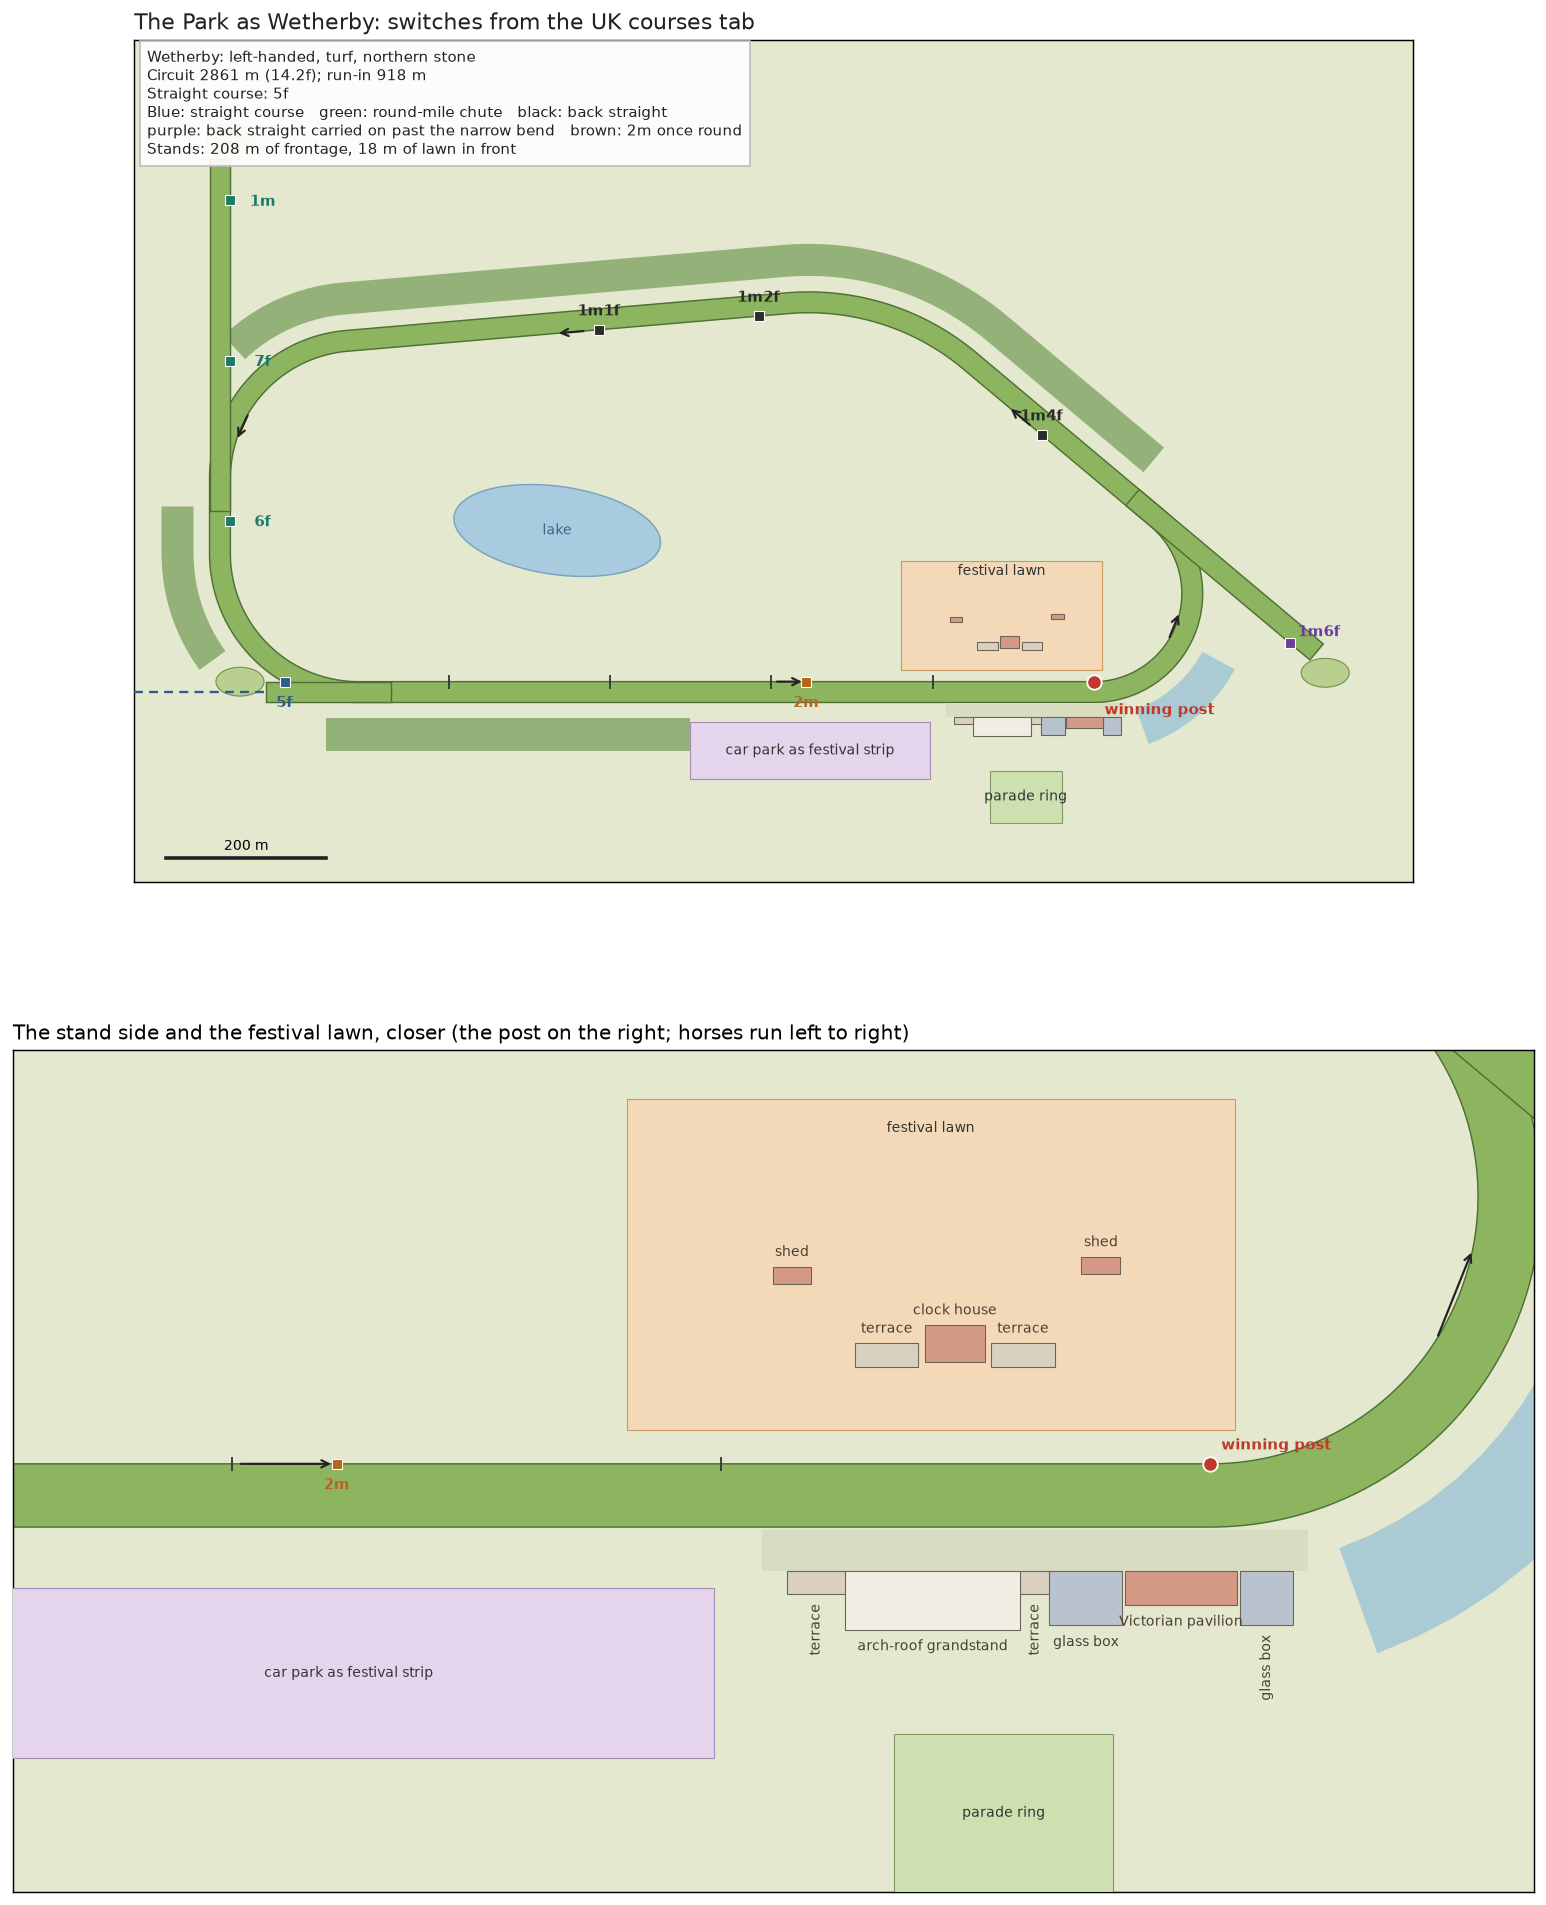 The Park as Wetherby: switches from the UK courses tab
Wetherby: left-handed, turf, northern stone
Circuit 2861 m (14.2f); run-in 918 m
Straight course: 5f
Blue: straight course   green: round-mile chute   black: back straight
purple: back straight carried on past the narrow bend   brown: 2m once round
Stands: 208 m of frontage, 18 m of lawn in front
1m
1m2f
1m1f
7f
1m4f
6f
lake
festival lawn
1m6f
5f
2m
winning post
car park as festival strip
parade ring
200 m
The stand side and the festival lawn, closer (the post on the right; horses run left to right)
festival lawn
shed
shed
clock house
terrace
terrace
winning post
2m
terrace
arch-roof grandstand
terrace
glass box
Victorian pavilion
glass box
car park as festival strip
parade ring